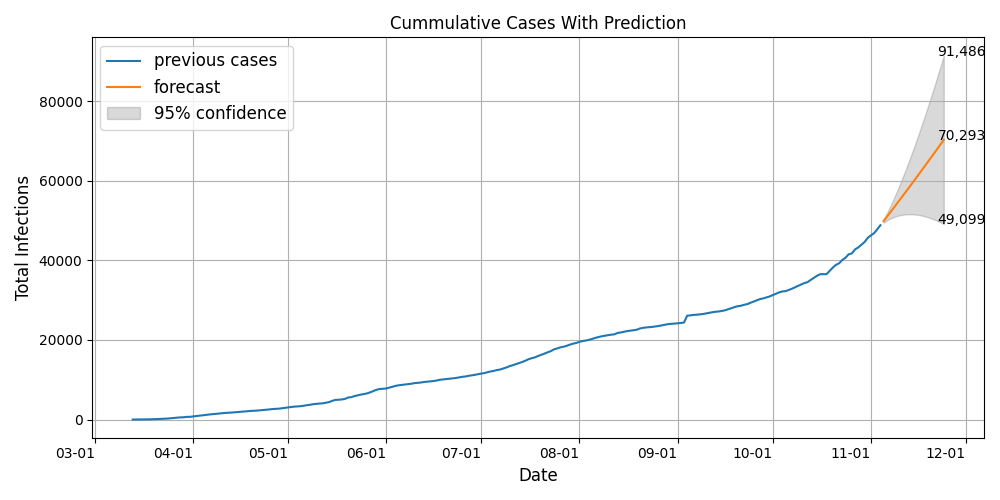 Cummulative Cases With Prediction
previous cases
forecast
95% confidence
91,486
70,293
49,099
Total Infections
80000
60000
40000
20000
0
03-01 04-01 05-01 06-01 07-01 08-01 09-01 10-01 11-01 12-01
Date